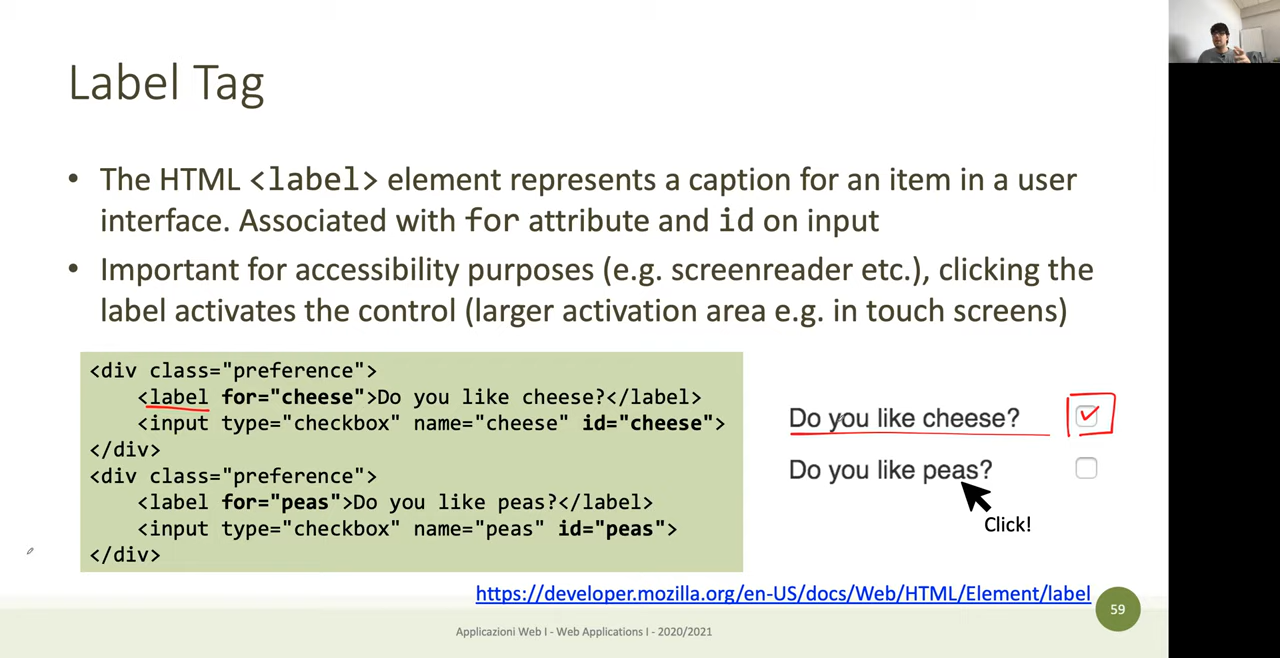 Label Tag
• The HTML <label> element represents a caption for an item in a user
interface. Associated with for attribute and id on input
• Important for accessibility purposes (e.g. screenreader etc.), clicking the
label activates the control (larger activation area e.g. in touch screens)
<div class="preference">
    <label for="cheese">Do you like cheese?</label>
    <input type="checkbox" name="cheese" id="cheese">
</div>
<div class="preference">
    <label for="peas">Do you like peas?</label>
    <input type="checkbox" name="peas" id="peas">
</div>
Do you like cheese?
Do you like peas?
Click!
https://developer.mozilla.org/en-US/docs/Web/HTML/Element/label
59
Applicazioni Web I - Web Applications I - 2020/2021